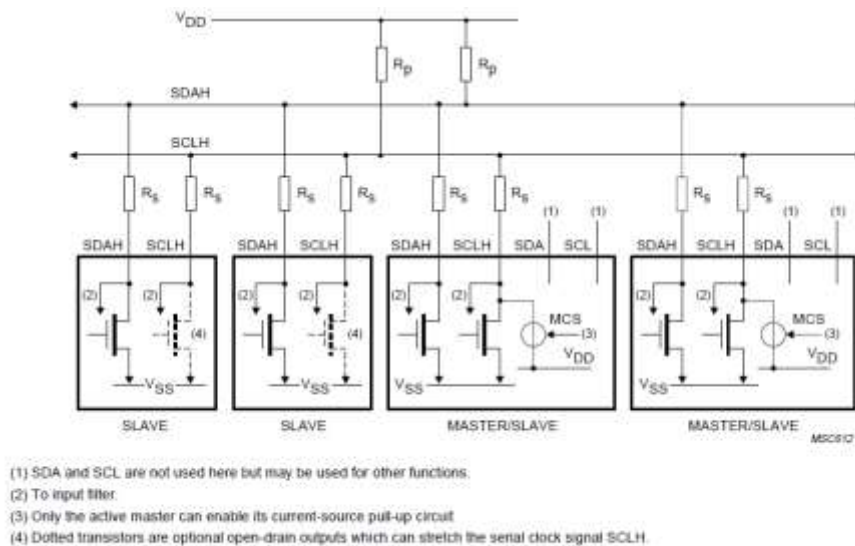 VDD
Rp Rp
SDAH
SCLH
Rs Rs Rs Rs Rs Rs Rs Rs
(1) (1) (1) (1)
SDAH SCLH SDAH SCLH SDAH SCLH SDA SCL SDAH SCLH SDA SCL
(2) (2) (2) (2) (2) (2) (2) (2)
MCS MCS
(4) (4) (3) (3)
VDD VDD
VSS VSS VSS VSS
SLAVE SLAVE MASTER/SLAVE MASTER/SLAVE
MSC612
(1) SDA and SCL are not used here but may be used for other functions.
(2) To input filter
(3) Only the active master can enable its current-source pull-up circuit
(4) Dotted transistors are optional open-drain outputs which can stretch the serial clock signal SCLH.